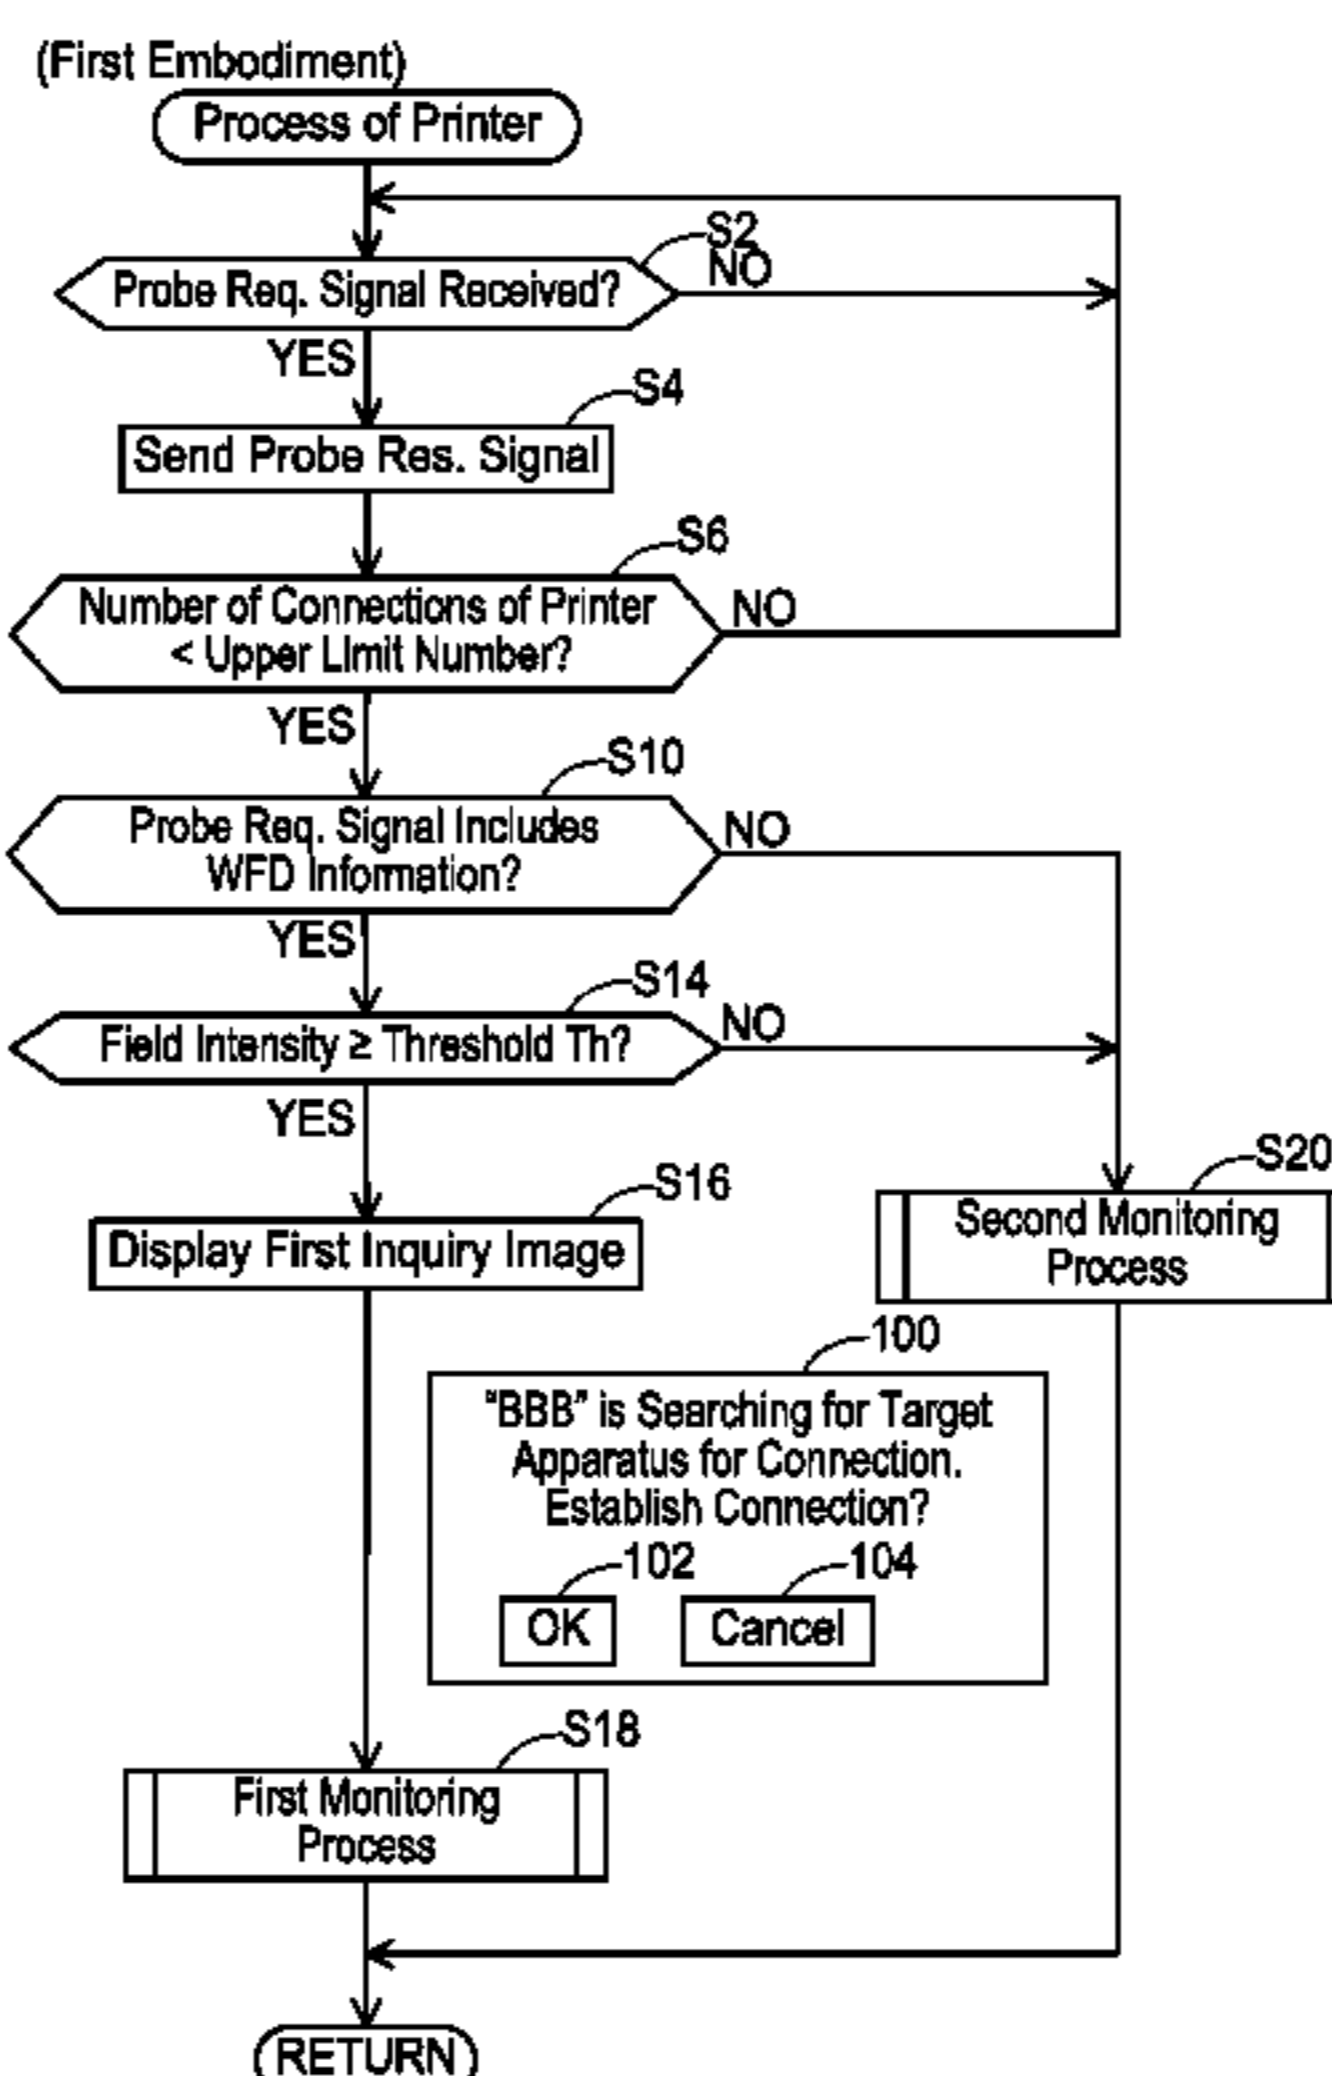 (First Embodiment)
Process of Printer
S2
Probe Req. Signal Received?
NO
YES
S4
Send Probe Res. Signal
S6
Number of Connections of Printer
< Upper Limit Number?
NO
YES
S10
Probe Req. Signal Includes
WFD Information?
NO
YES
S14
Field Intensity ≥ Threshold Th?
NO
YES
S16
Display First Inquiry Image
S20
Second Monitoring
Process
100
"BBB" is Searching for Target
Apparatus for Connection.
Establish Connection?
102
OK
104
Cancel
S18
First Monitoring
Process
RETURN